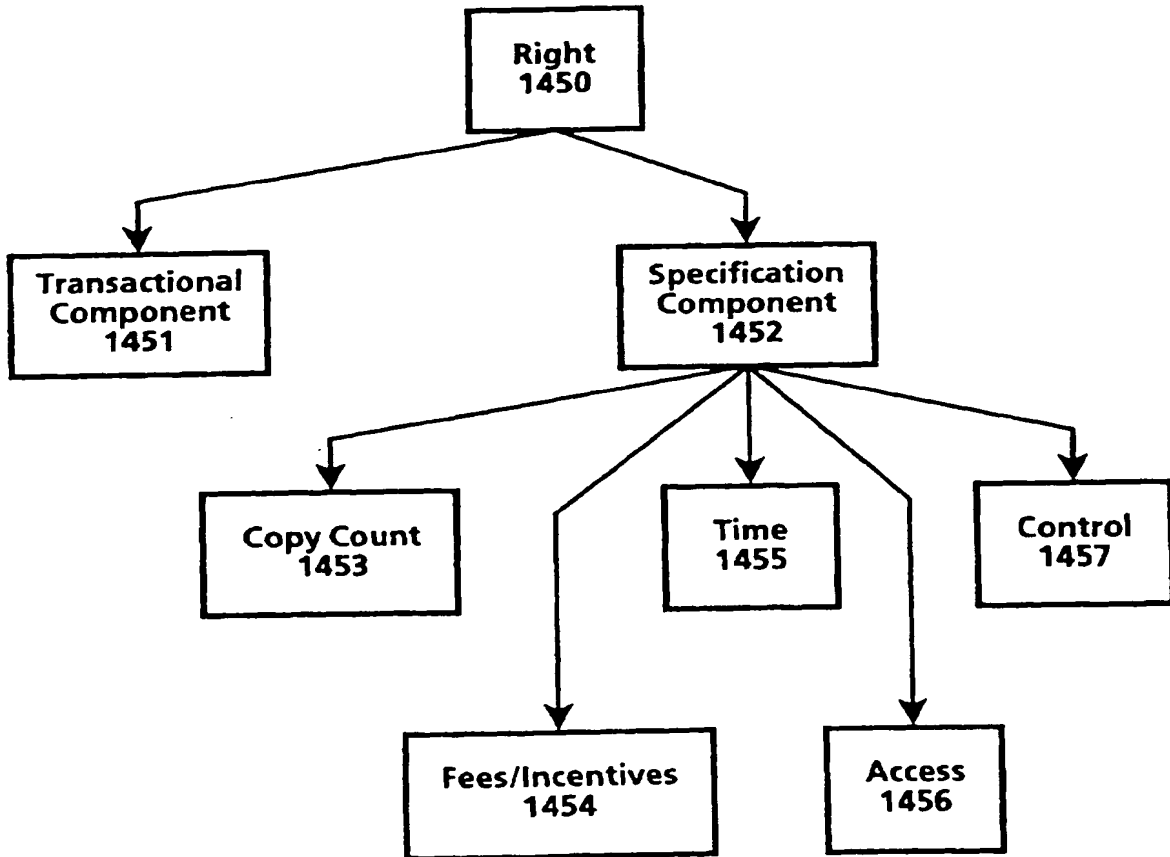 Right
1450
Transactional
Component
1451
Specification
Component
1452
Copy Count
1453
Time
1455
Control
1457
Fees/Incentives
1454
Access
1456